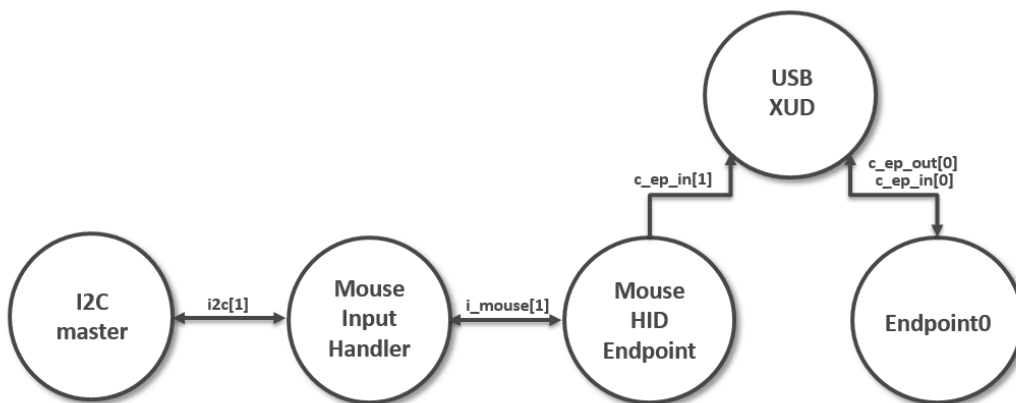 USB
XUD
c_ep_in[1]
c_ep_out[0]
c_ep_in[0]
I2C
master
i2c[1]
Mouse
Input
Handler
i_mouse[1]
Mouse
HID
Endpoint
Endpoint0